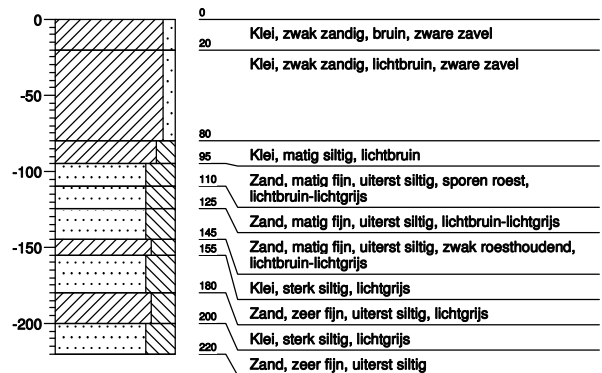 0
-50
-100
-150
-200
0
Klei, zwak zandig, bruin, zware zavel
20
Klei, zwak zandig, lichtbruin, zware zavel
80
Klei, matig siltig, lichtbruin
95
Zand, matig fijn, uiterst siltig, sporen roest,
lichtbruin-lichtgrijs
110
Zand, matig fijn, uiterst siltig, lichtbruin-lichtgrijs
125
Zand, matig fijn, uiterst siltig, zwak roesthoudend,
lichtbruin-lichtgrijs
145
Klei, sterk siltig, lichtgrijs
155
Zand, zeer fijn, uiterst siltig, lichtgrijs
180
Klei, sterk siltig, lichtgrijs
200
Zand, zeer fijn, uiterst siltig
220